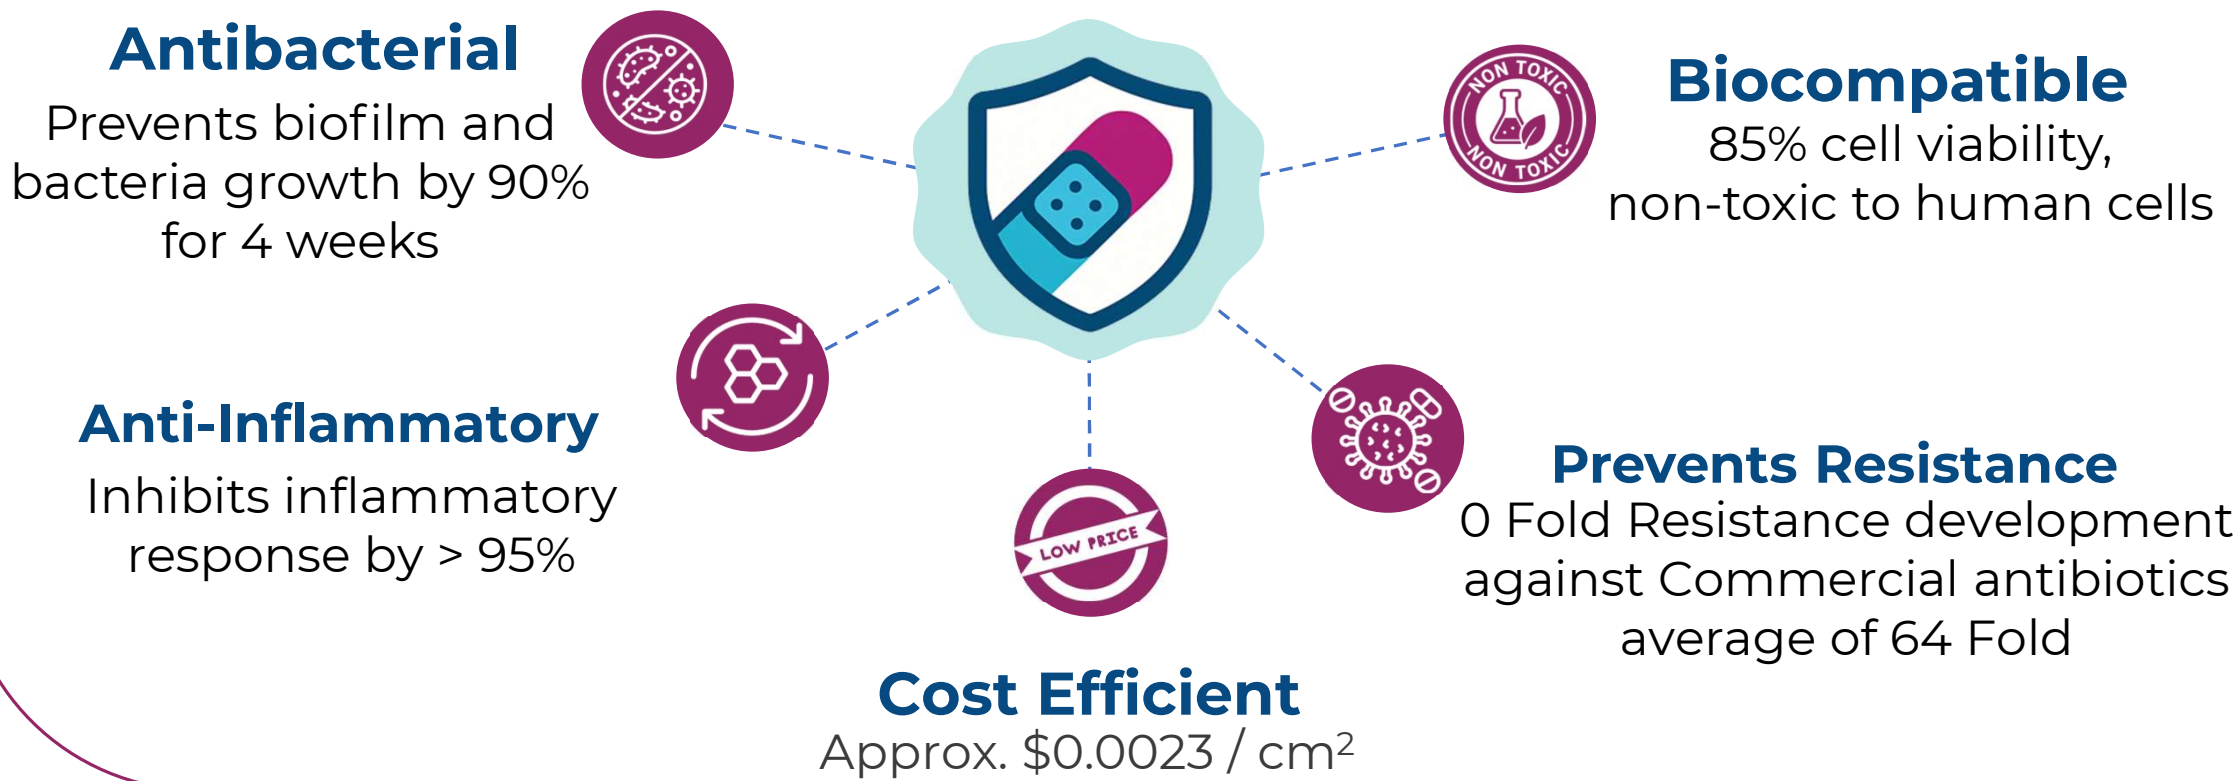 Antibacterial
Prevents biofilm and
bacteria growth by 90%
for 4 weeks
NON TOXIC
NON TOXIC
Biocompatible
85% cell viability,
non-toxic to human cells
Anti-Inflammatory
Inhibits inflammatory
response by > 95%
LOW PRICE
Cost Efficient
Approx. $0.0023 / cm²
Prevents Resistance
0 Fold Resistance development
against Commercial antibiotics
average of 64 Fold